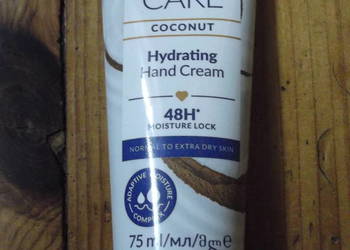 CARE
COCONUT
Hydrating
Hand Cream
48H*
MOISTURE LOCK
NORMAL TO EXTRA DRY SKIN
ADAPTIVE MOISTURE
COMPLEX
75 ml/мл/მლ e